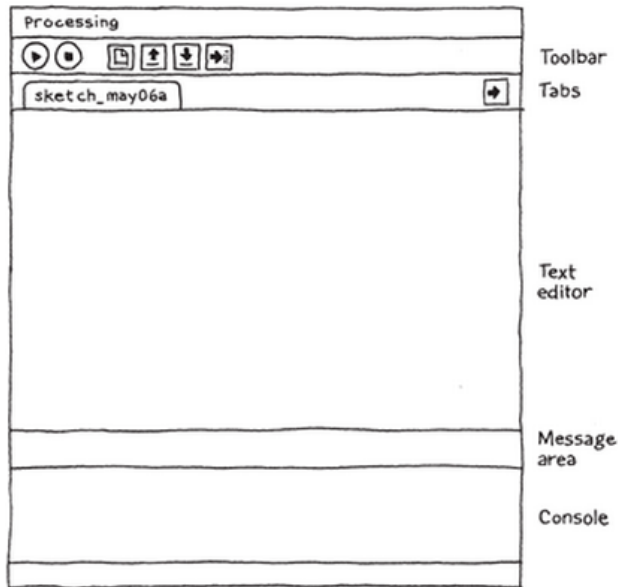 Processing
Toolbar
sketch_may06a
Tabs
Text
editor
Message
area
Console